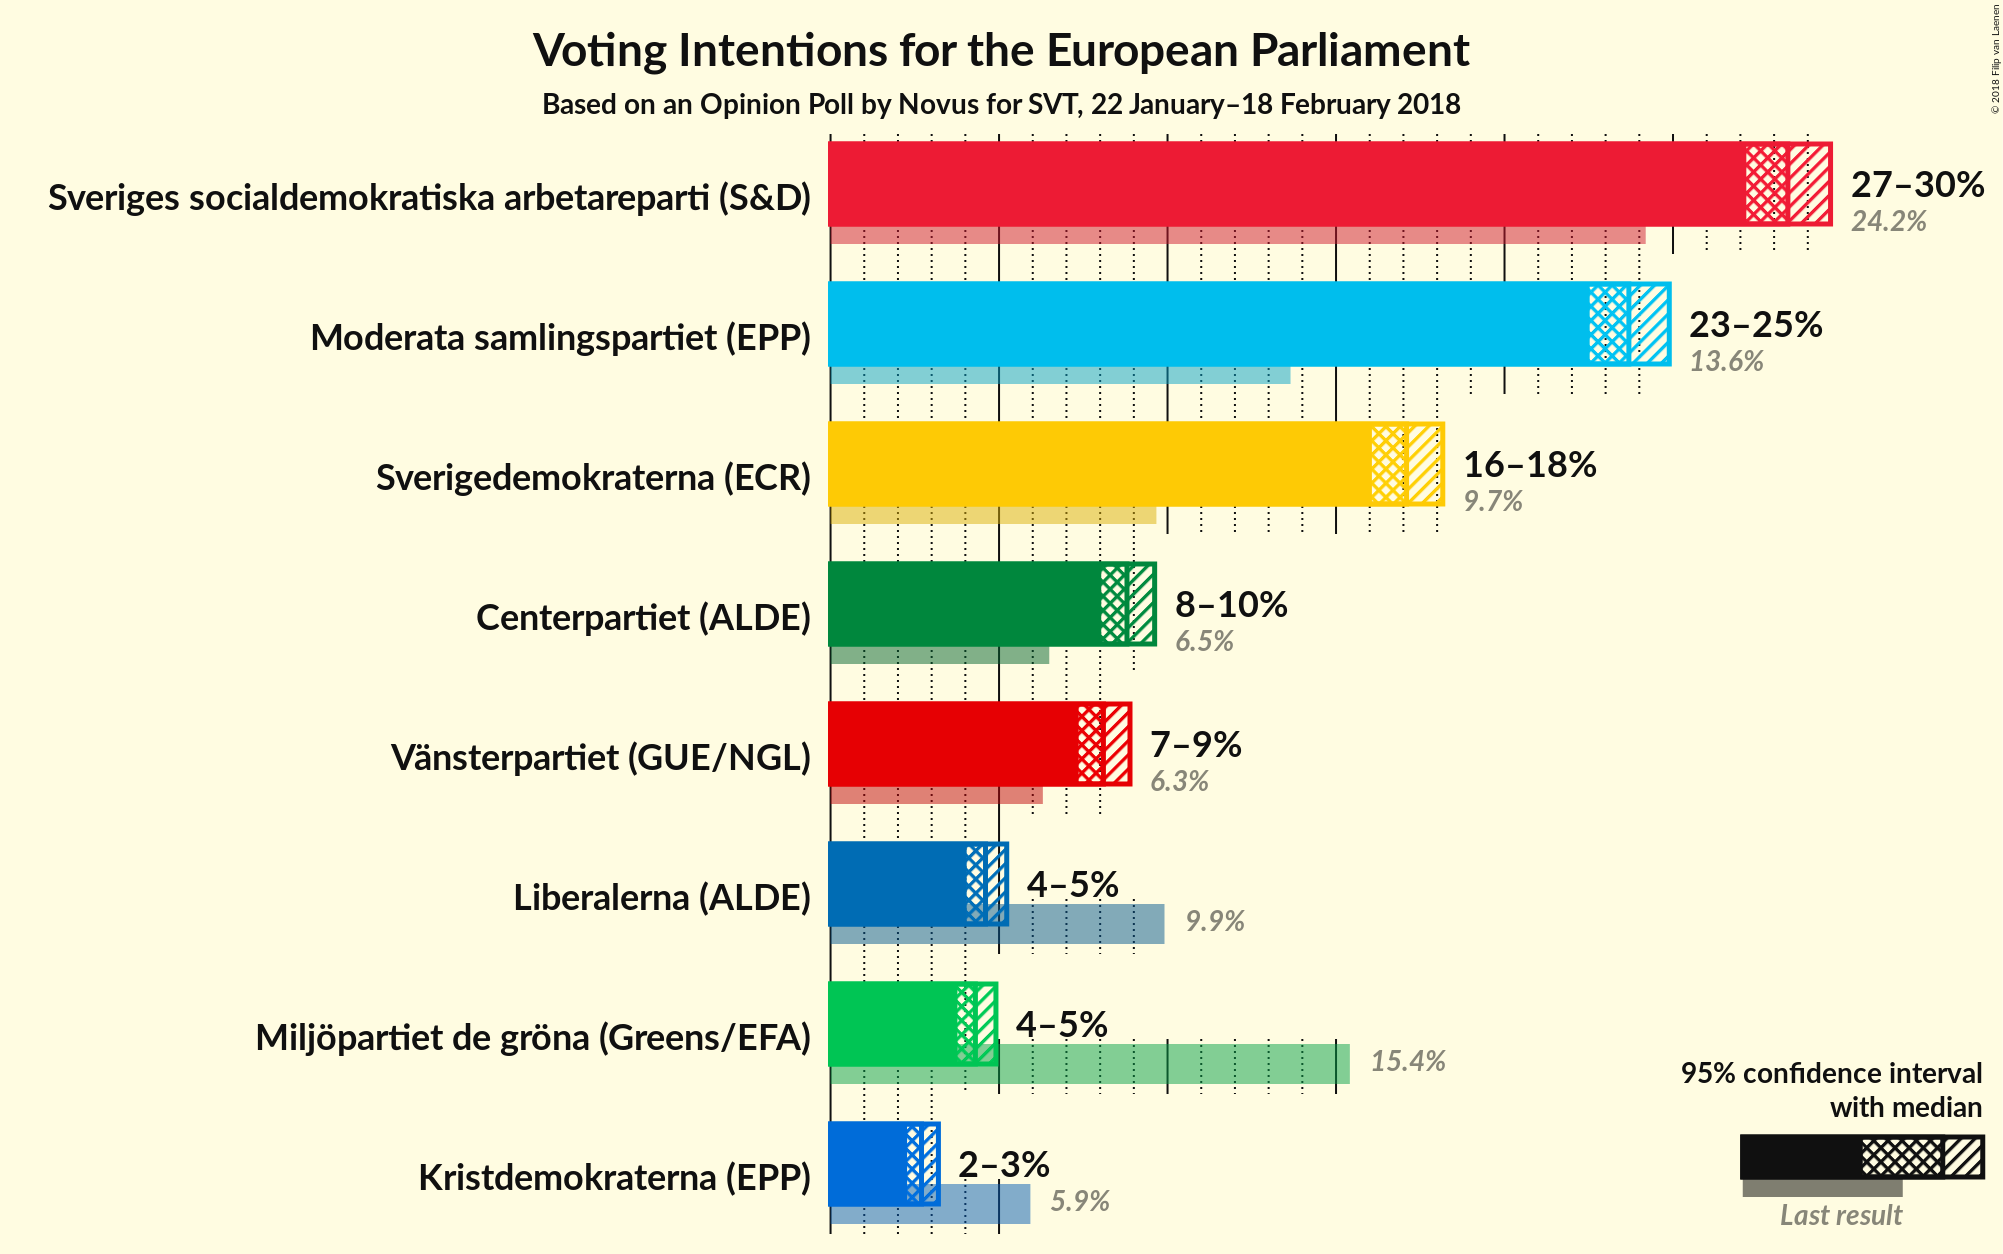 Voting Intentions for the European Parliament
Based on an Opinion Poll by Novus for SVT, 22 January–18 February 2018
© 2018 Filip van Laenen
Sveriges socialdemokratiska arbetareparti (S&D)
27–30%
24.2%
Moderata samlingspartiet (EPP)
23–25%
13.6%
Sverigedemokraterna (ECR)
16–18%
9.7%
Centerpartiet (ALDE)
8–10%
6.5%
Vänsterpartiet (GUE/NGL)
7–9%
6.3%
Liberalerna (ALDE)
4–5%
9.9%
Miljöpartiet de gröna (Greens/EFA)
4–5%
15.4%
Kristdemokraterna (EPP)
2–3%
5.9%
95% confidence interval
with median
Last result